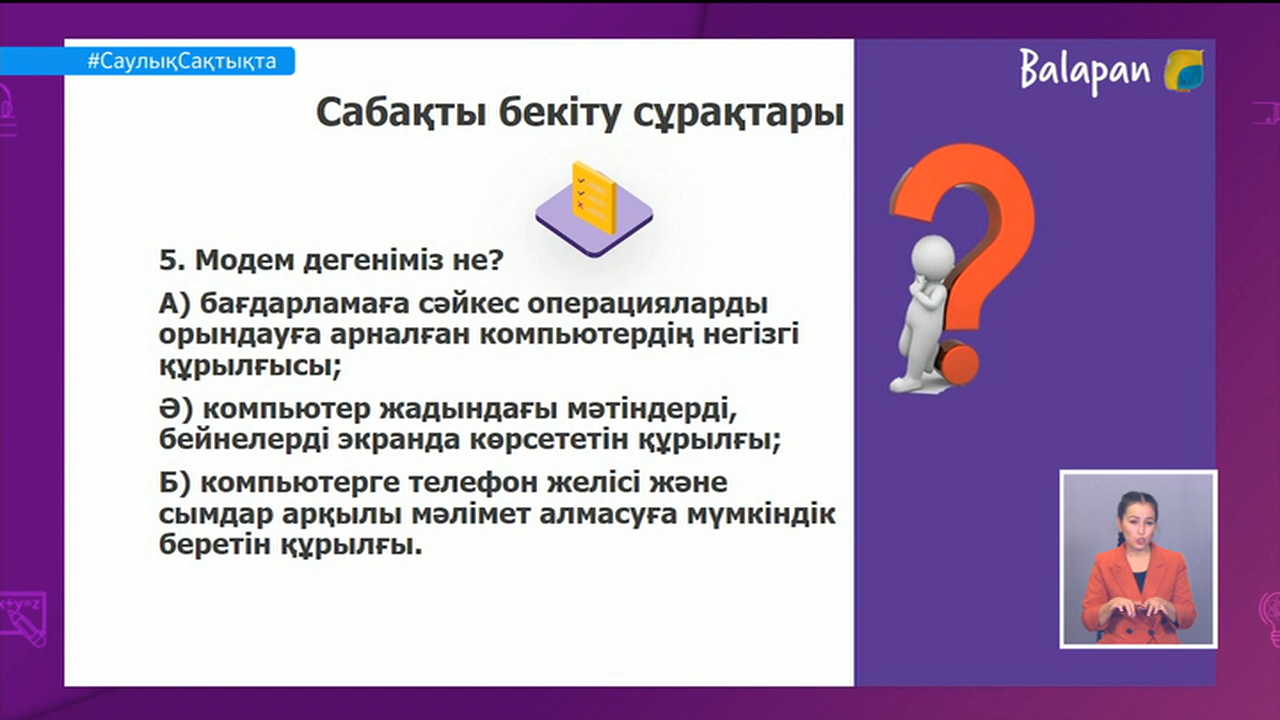 #СаулықСақтықта
Balapan
Сабақты бекіту сұрақтары
5. Модем дегеніміз не?
А) бағдарламаға сәйкес операцияларды
орындауға арналған компьютердің негізгі
құрылғысы;
Ә) компьютер жадындағы мәтіндерді,
бейнелерді экранда көрсететін құрылғы;
Б) компьютерге телефон желісі және
сымдар арқылы мәлімет алмасуға мүмкіндік
беретін құрылғы.
x+y=z